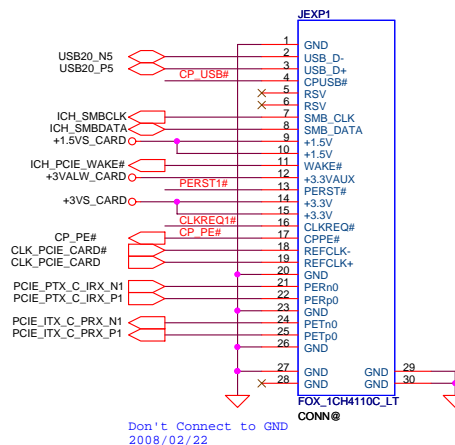 JEXP1
1 GND
USB20_N5 2 USB_D-
USB20_P5 3 USB_D+
CP_USB# 4 CPUSB#
5 RSV
6 RSV
ICH_SMBCLK 7 SMB_CLK
ICH_SMBDATA 8 SMB_DATA
+1.5VS_CARD 9 +1.5V
10 +1.5V
ICH_PCIE_WAKE# 11 WAKE#
+3VALW_CARD 12 +3.3VAUX
PERST1# 13 PERST#
+3VS_CARD 14 +3.3V
15 +3.3V
CLKREQ1# 16 CLKREQ#
CP_PE# CP_PE# 17 CPPE#
CLK_PCIE_CARD# 18 REFCLK-
CLK_PCIE_CARD 19 REFCLK+
20 GND
PCIE_PTX_C_IRX_N1 21 PERn0
PCIE_PTX_C_IRX_P1 22 PERp0
23 GND
PCIE_ITX_C_PRX_N1 24 PETn0
PCIE_ITX_C_PRX_P1 25 PETp0
26 GND
27 GND GND 29
28 GND GND 30
FOX_1CH4110C_LT
CONN@
Don't Connect to GND
2008/02/22